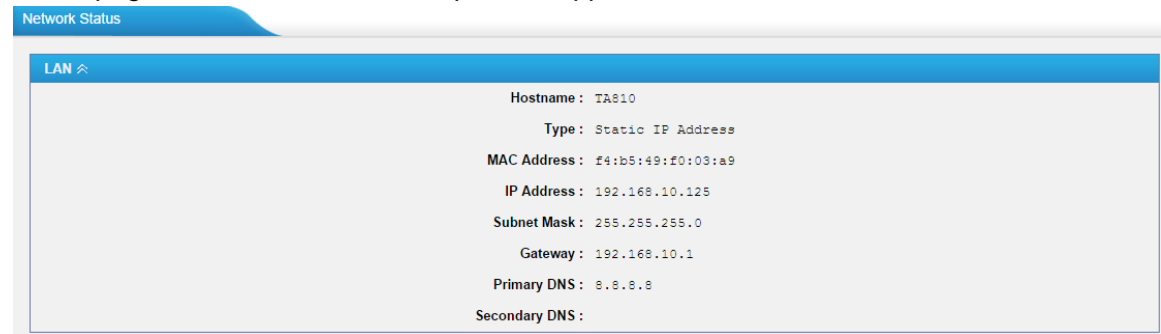 Network Status
LAN
Hostname : TA810
Type : Static IP Address
MAC Address : f4:b5:49:f0:03:a9
IP Address : 192.168.10.125
Subnet Mask : 255.255.255.0
Gateway : 192.168.10.1
Primary DNS : 8.8.8.8
Secondary DNS :